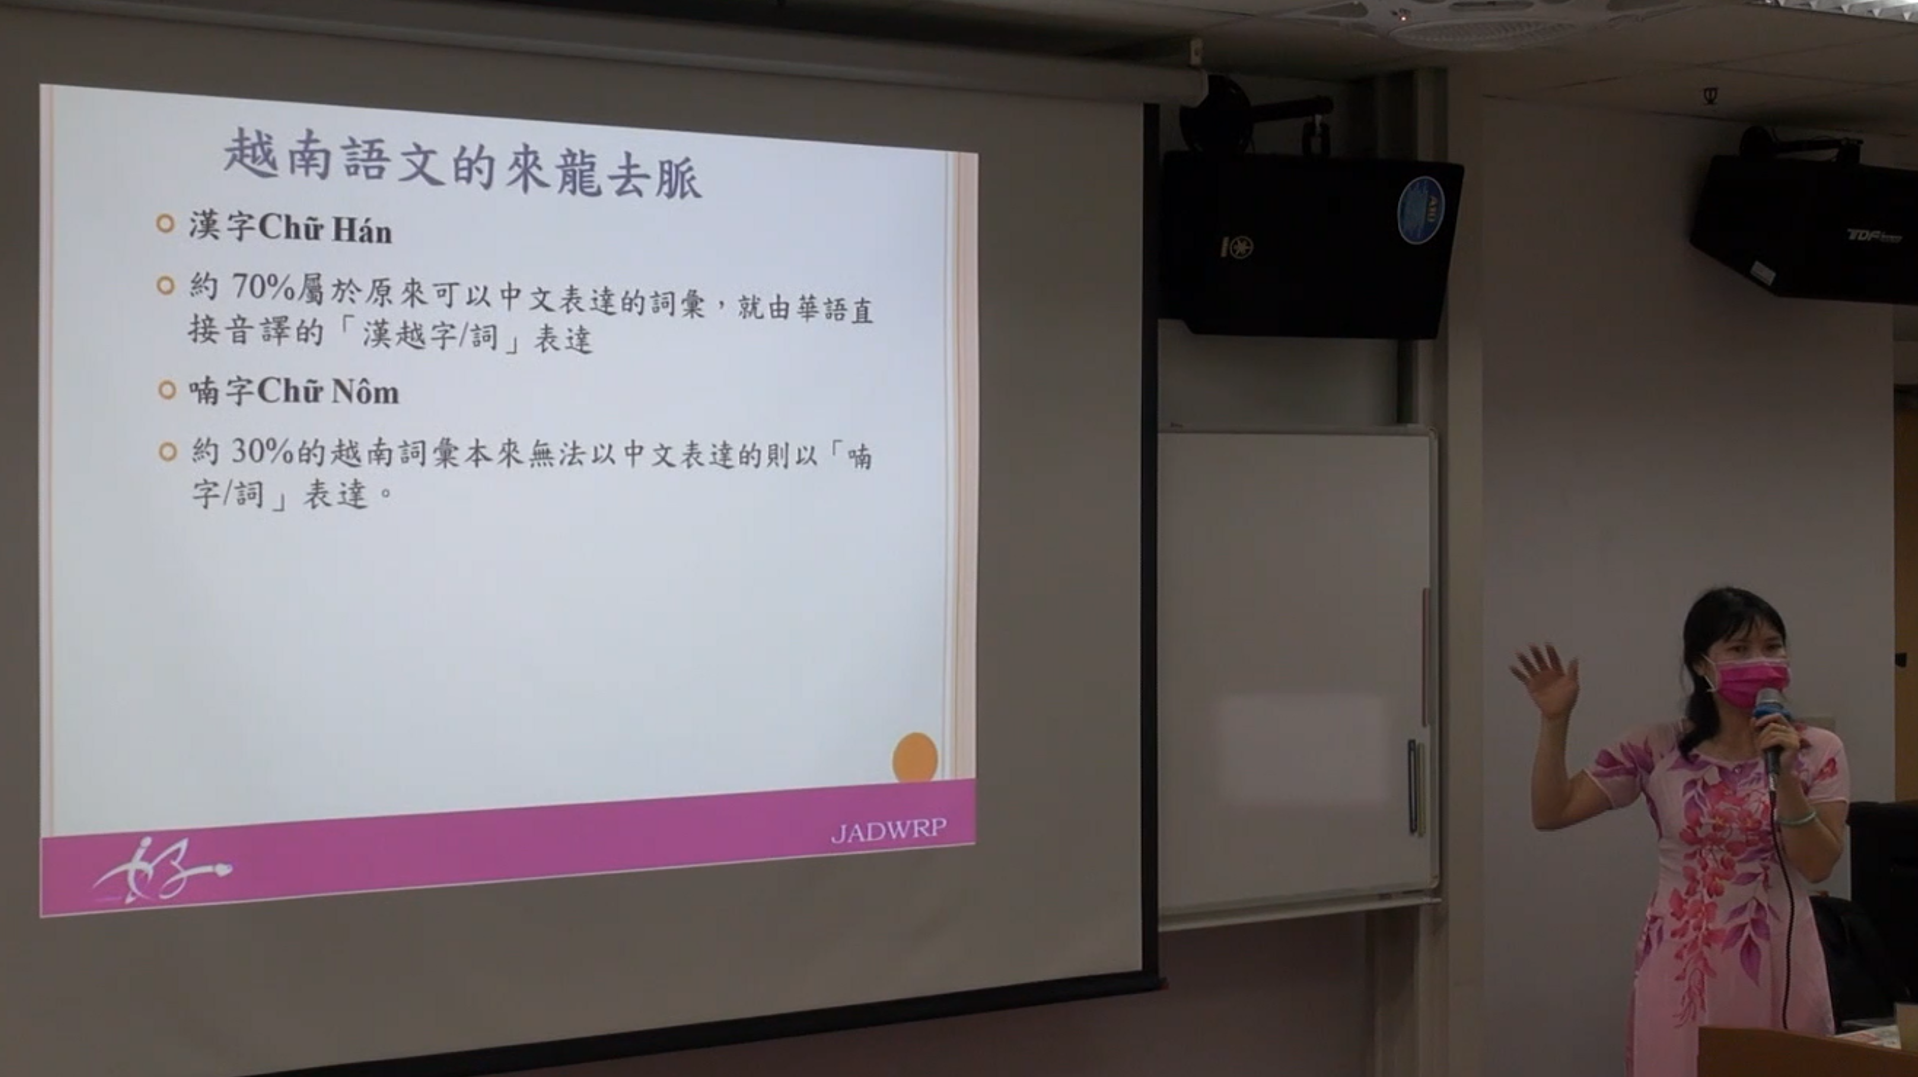 越南語文的來龍去脈
漢字Chữ Hán
約 70%屬於原來可以中文表達的詞彙，就由華語直
接音譯的「漢越字/詞」表達
喃字Chữ Nôm
約 30%的越南詞彙本來無法以中文表達的則以「喃
字/詞」表達。
好
JADWRP
TDF